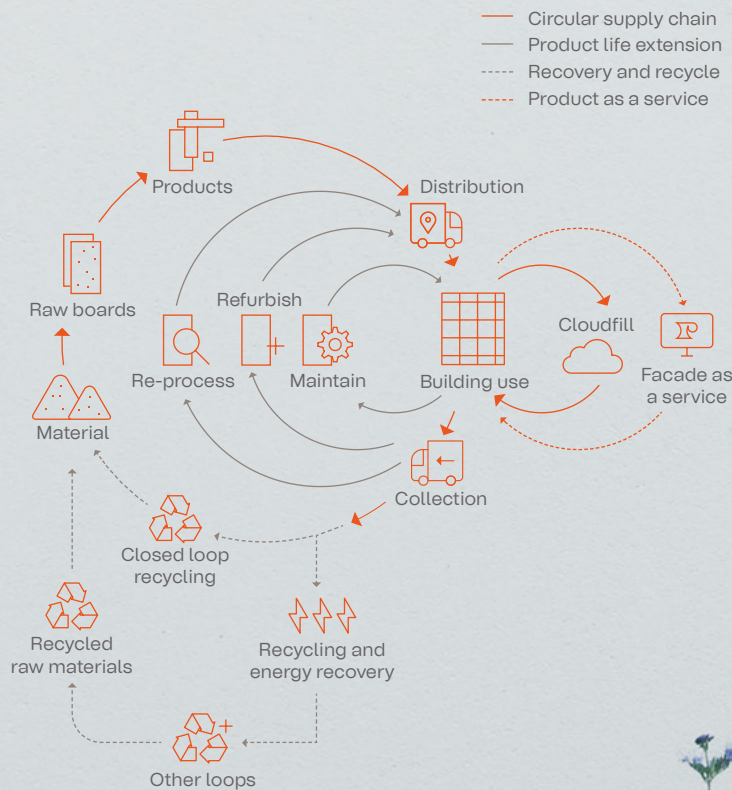 Circular supply chain
Product life extension
Recovery and recycle
Product as a service
Products
Distribution
Raw boards
Refurbish
Cloudfill
Re-process
Maintain
Building use
Facade as
a service
Material
Collection
Closed loop
recycling
Recycled
raw materials
Recycling and
energy recovery
Other loops